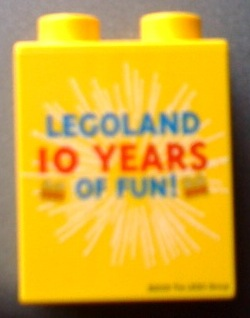 LEGOLAND
10 YEARS
OF FUN!